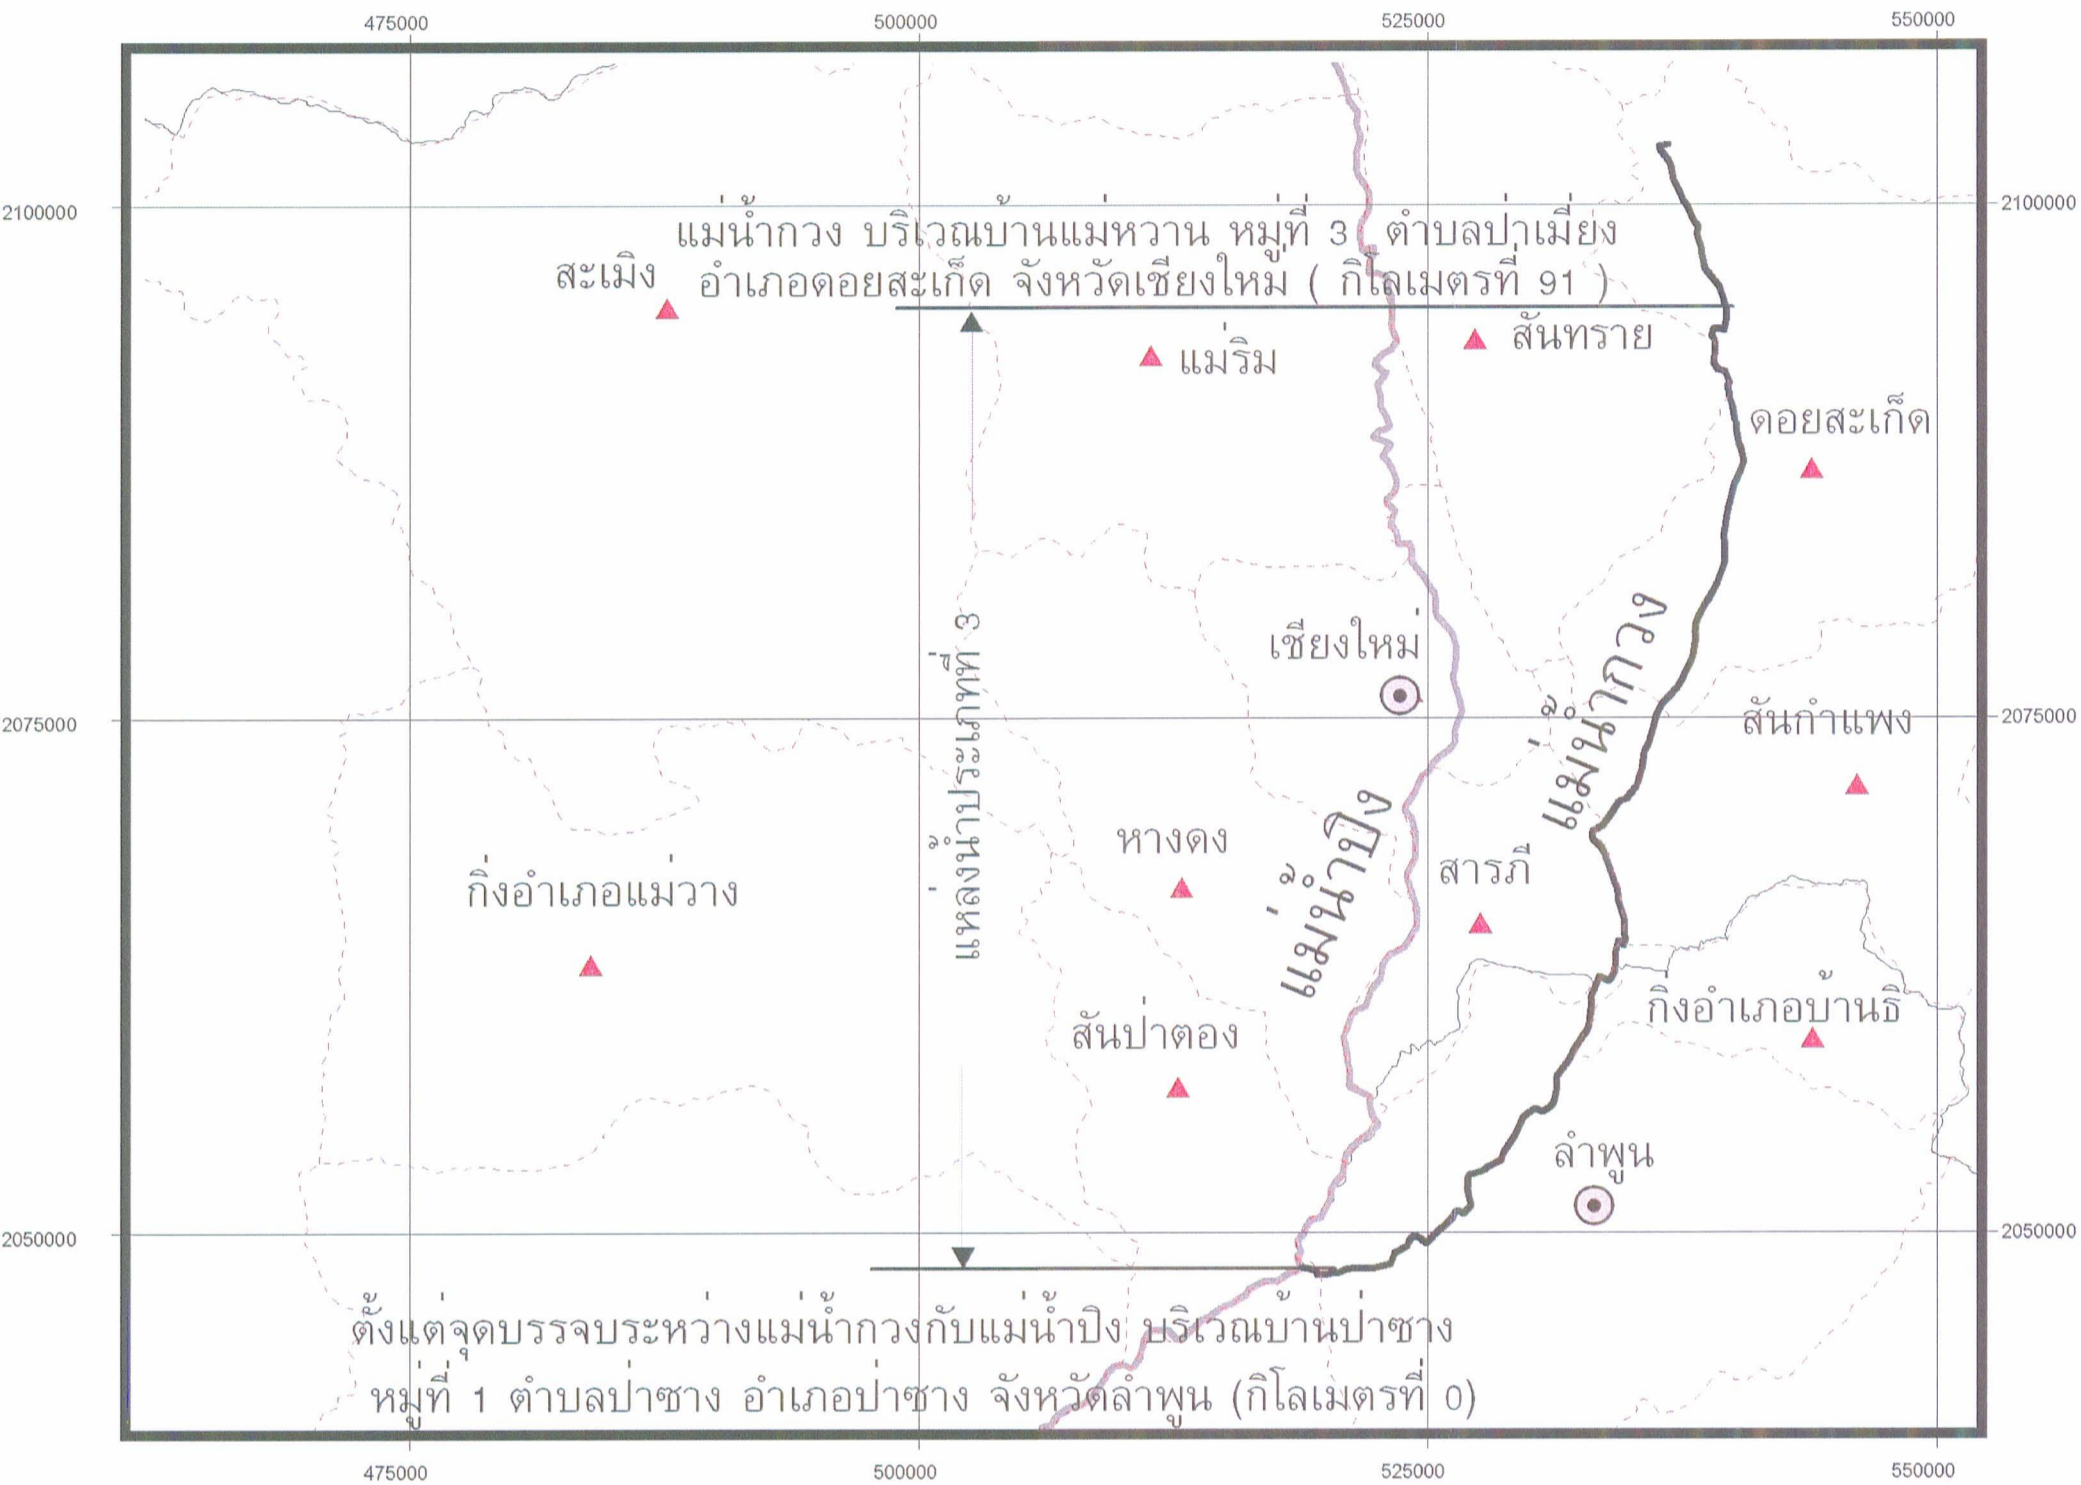 475000 500000 525000 550000
2100000 2100000
แม่น้ำกวง บริเวณบ้านแม่หวาน หมู่ที่ 3 ตำบลป่าเมี่ยง
สะเมิง
อำเภอดอยสะเก็ด จังหวัดเชียงใหม่ ( กิโลเมตรที่ 91 )
สันทราย
แม่ริม
ดอยสะเก็ด
แม่น้ำกวง
เชียงใหม่
แหล่งน้ำประเภทที่ 3
2075000 2075000
สันกำแพง
แม่น้ำปิง
หางดง
สารภี
กิ่งอำเภอแม่วาง
กิ่งอำเภอบ้านธิ
สันป่าตอง
ลำพูน
2050000 2050000
ตั้งแต่จุดบรรจบระหว่างแม่น้ำกวงกับแม่น้ำปิง บริเวณบ้านป่าซาง
หมู่ที่ 1 ตำบลป่าซาง อำเภอป่าซาง จังหวัดลำพูน (กิโลเมตรที่ 0)
475000 500000 525000 550000